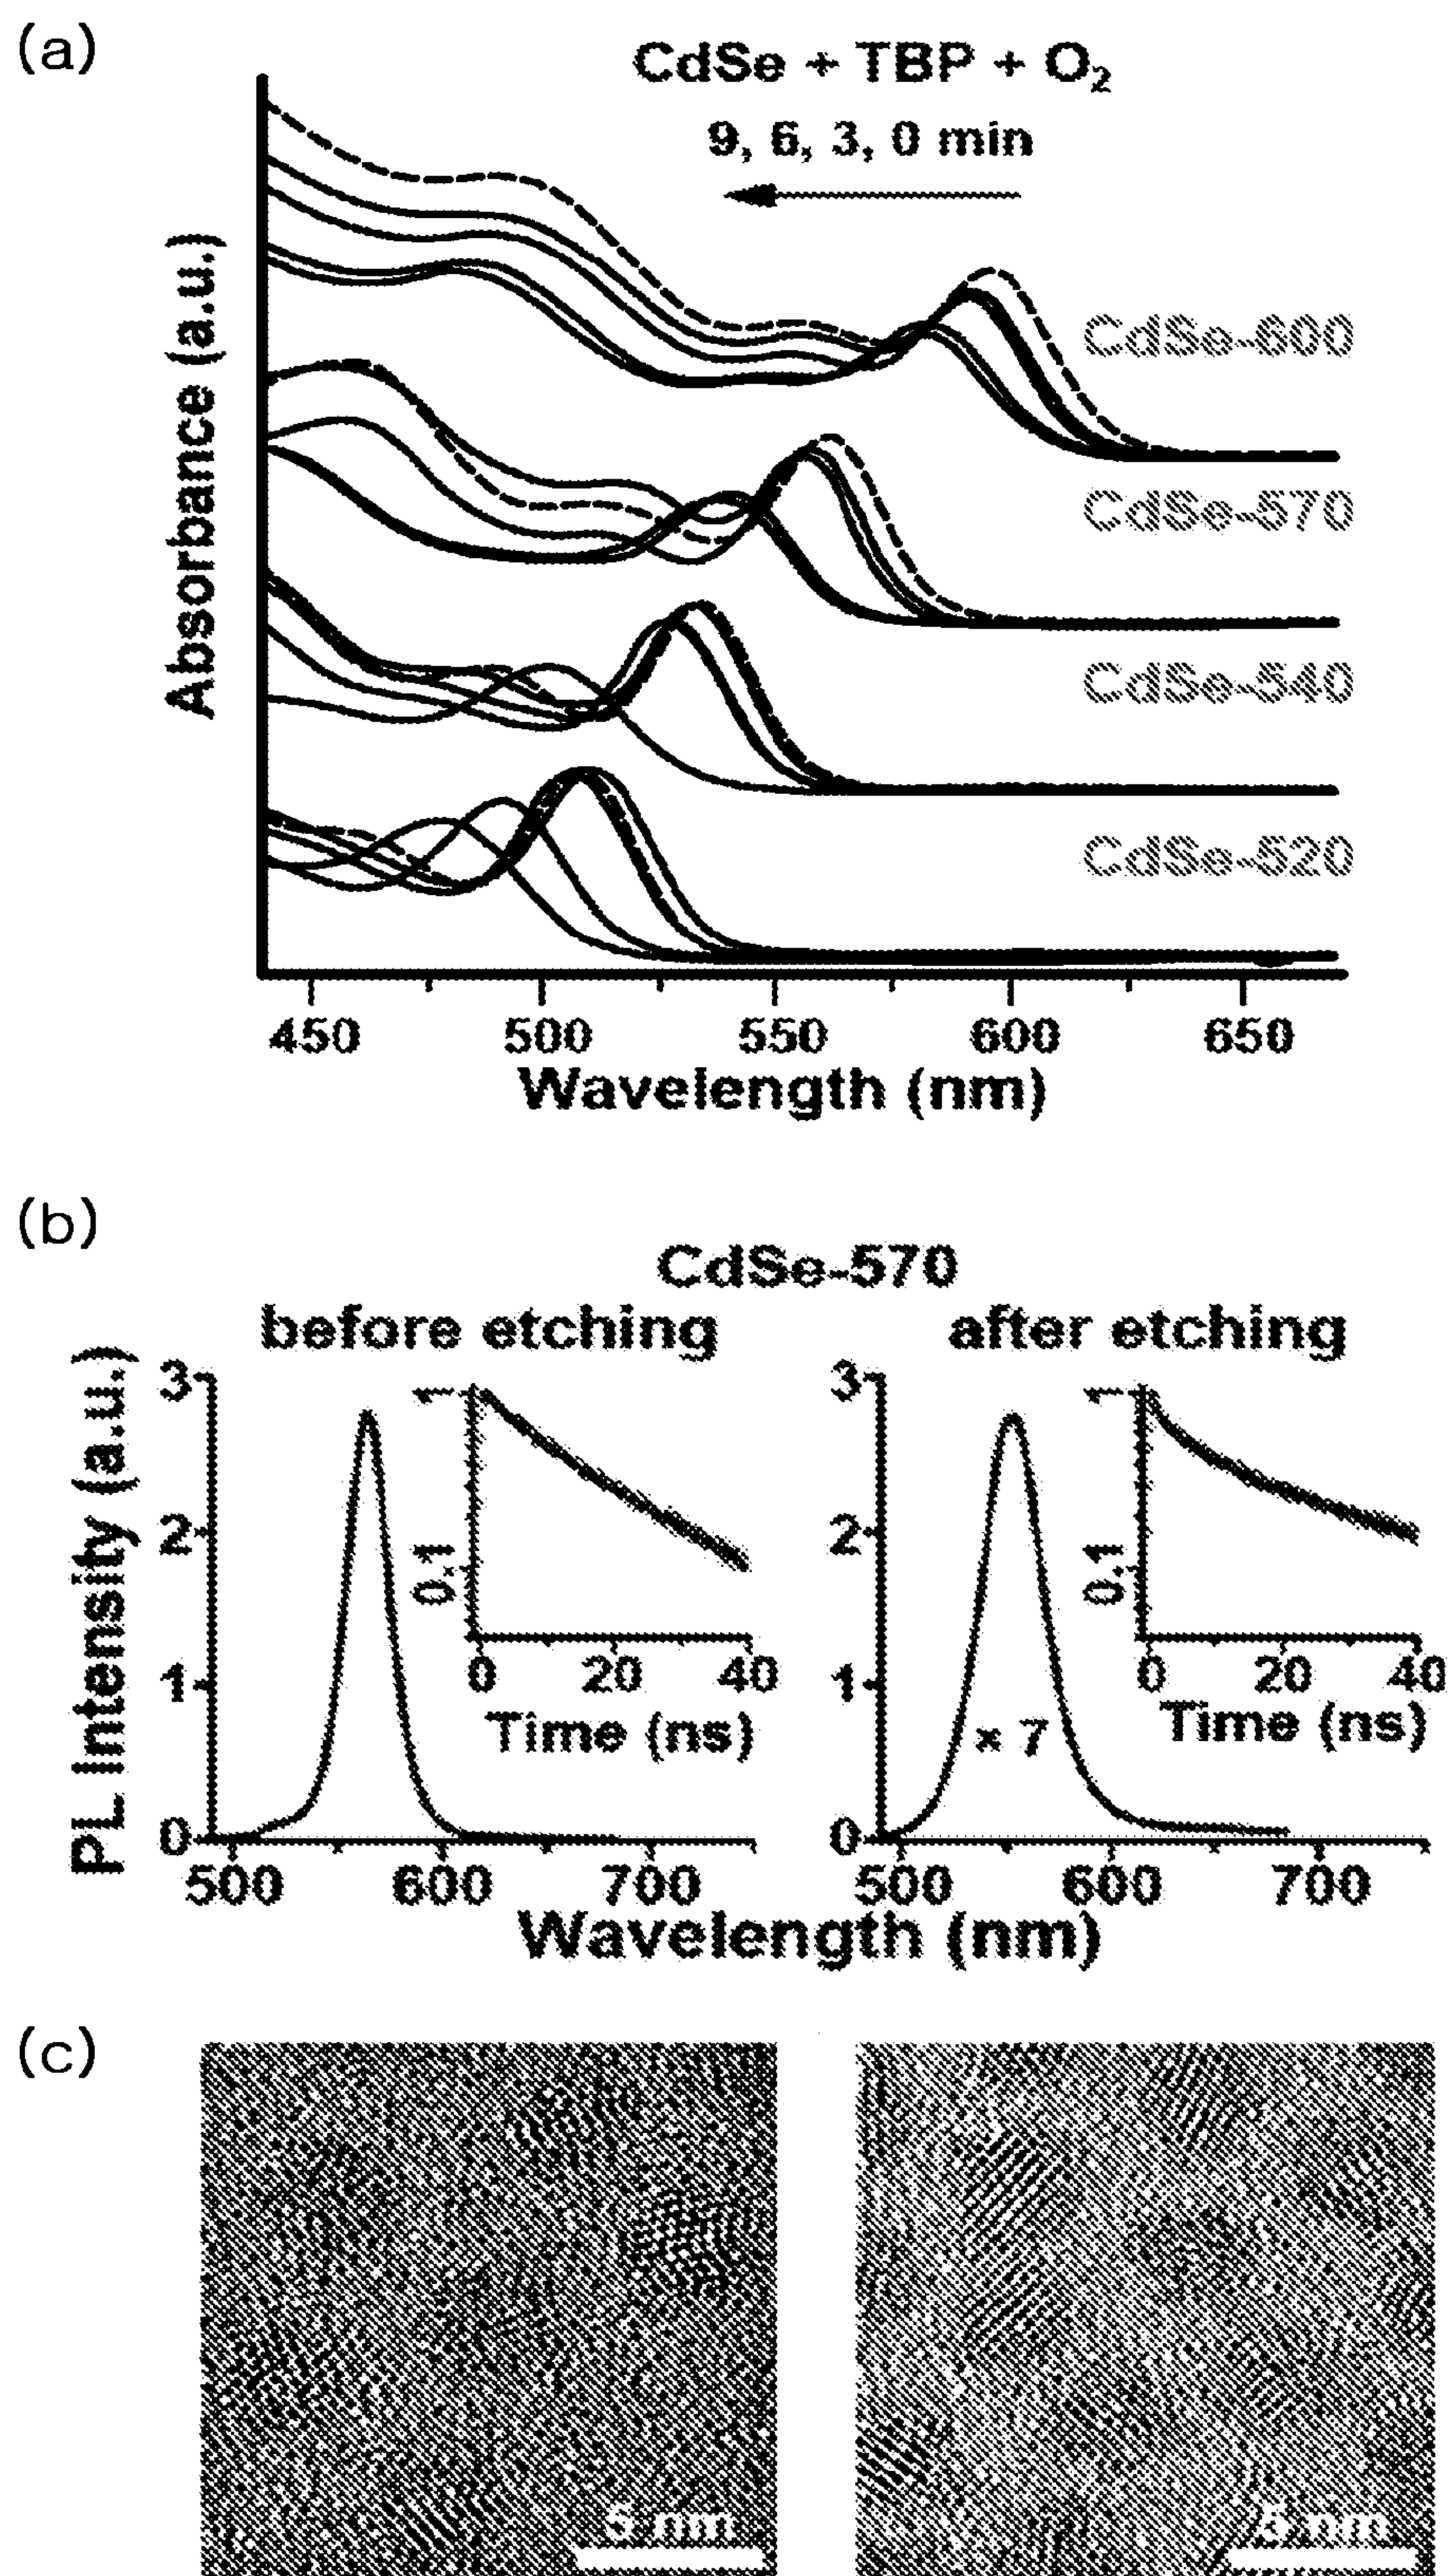 (a)
CdSe + TBP + O₂
9, 6, 3, 0 min
Absorbance (a.u.)
CdSe-600
CdSe-570
CdSe-540
CdSe-520
450 500 550 600 650
Wavelength (nm)
(b)
CdSe-570
before etching
after etching
PL Intensity (a.u.)
3
2
1
0
1
0.1
0 20 40
Time (ns)
500 600 700
3
2
1
0
1
0.1
0 20 40
Time (ns)
× 7
500 600 700
Wavelength (nm)
(c)
5 nm
5 nm